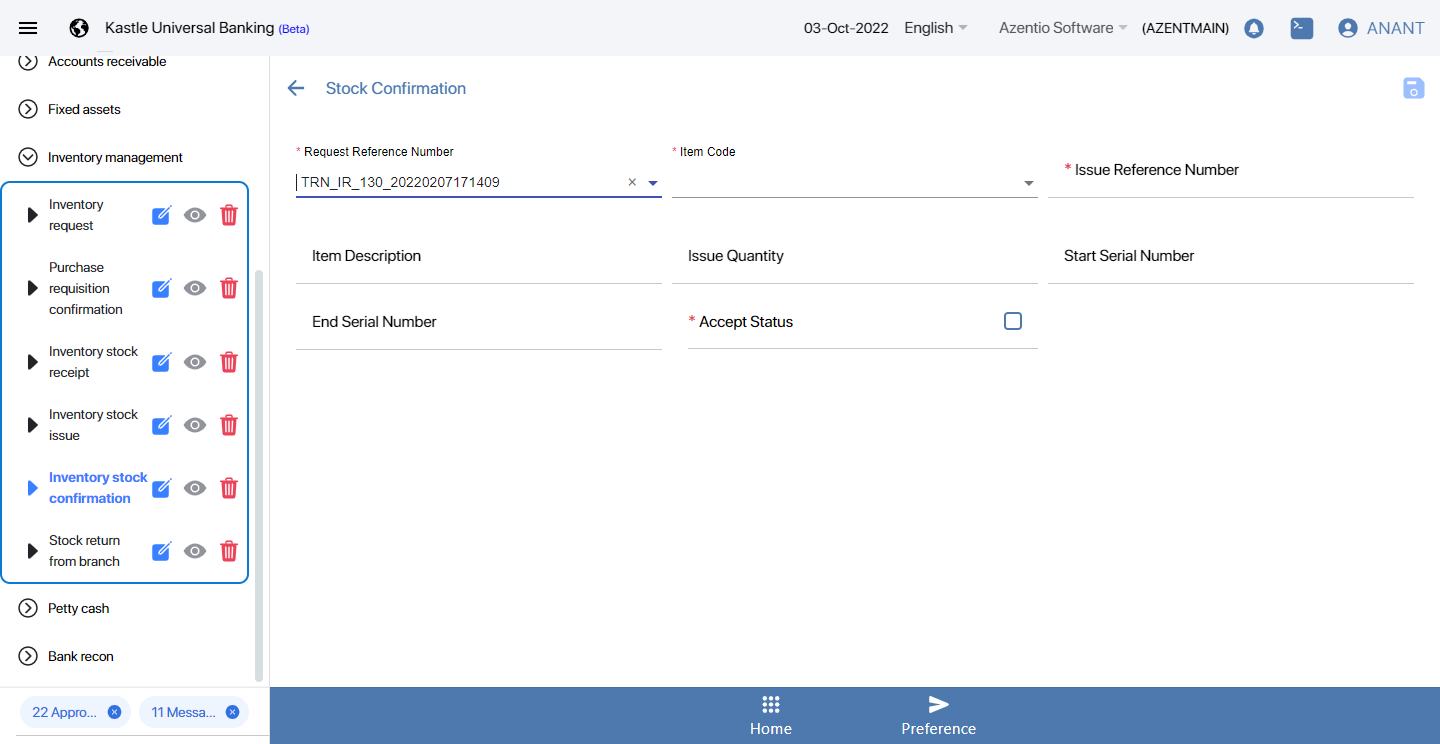 Kastle Universal Banking (Beta)
03-Oct-2022
English
Azentio Software
(AZENTMAIN)
ANANT
Accounts receivable
Fixed assets
Inventory management
Inventory
request
Purchase
requisition
confirmation
Inventory stock
receipt
Inventory stock
issue
Inventory stock
confirmation
Stock return
from branch
Petty cash
Bank recon
22 Appro...
11 Messa...
Stock Confirmation
* Request Reference Number
TRN_IR_130_20220207171409
* Item Code
* Issue Reference Number
Item Description
Issue Quantity
Start Serial Number
End Serial Number
* Accept Status
Home
Preference